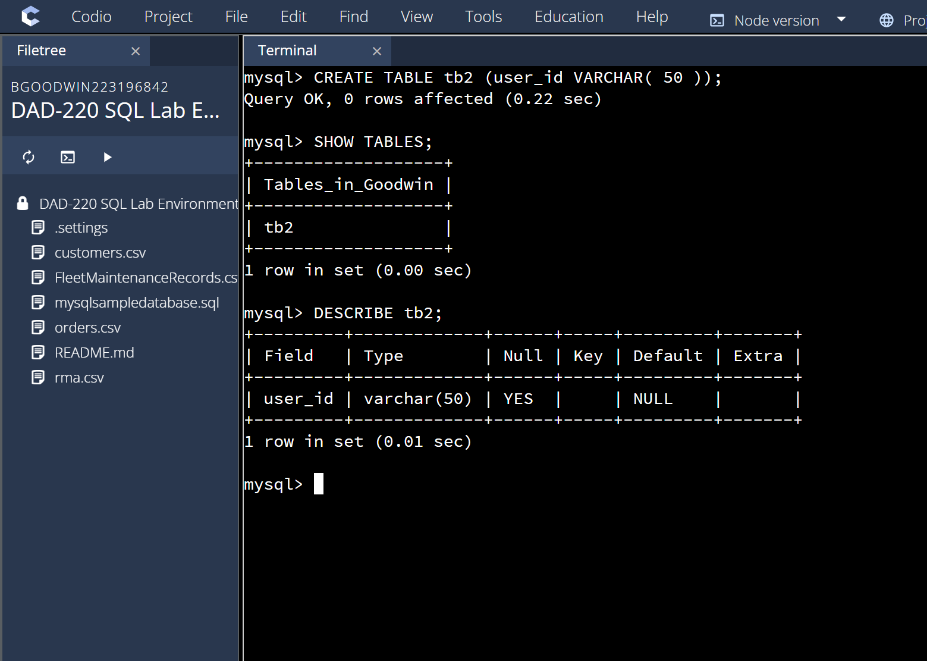 Codio Project File Edit Find View Tools Education Help Node version Pro
Filetree ×
Terminal ×
BGOODWIN223196842
DAD-220 SQL Lab E...
DAD-220 SQL Lab Environment
.settings
customers.csv
FleetMaintenanceRecords.cs
mysqlsampledatabase.sql
orders.csv
README.md
rma.csv
mysql> CREATE TABLE tb2 (user_id VARCHAR( 50 ));
Query OK, 0 rows affected (0.22 sec)
mysql> SHOW TABLES;
+-------------------+
| Tables_in_Goodwin |
+-------------------+
| tb2               |
+-------------------+
1 row in set (0.00 sec)
mysql> DESCRIBE tb2;
+---------+-------------+------+-----+---------+-------+
| Field   | Type        | Null | Key | Default | Extra |
+---------+-------------+------+-----+---------+-------+
| user_id | varchar(50) | YES  |     | NULL    |       |
+---------+-------------+------+-----+---------+-------+
1 row in set (0.01 sec)
mysql>